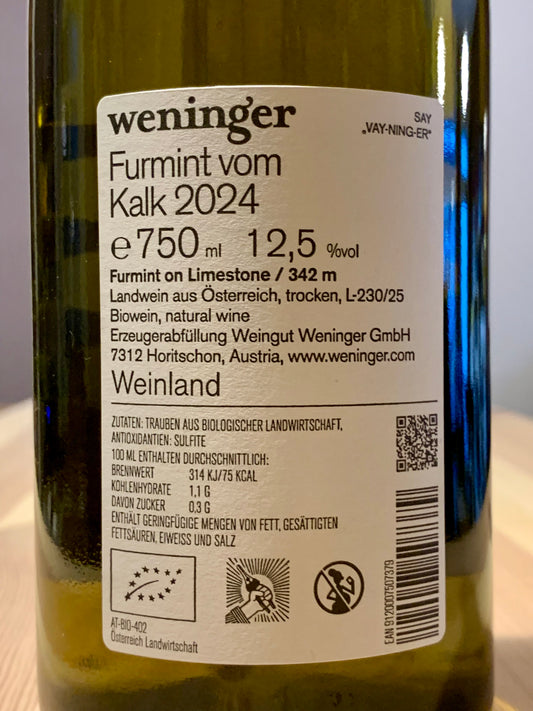 weninger
SAY
„VAY-NING-ER“
Furmint vom
Kalk 2024
℮750 ml 12,5 %vol
Furmint on Limestone / 342 m
Landwein aus Österreich, trocken, L-230/25
Biowein, natural wine
Erzeugerabfüllung Weingut Weninger GmbH
7312 Horitschon, Austria, www.weninger.com
Weinland
ZUTATEN: TRAUBEN AUS BIOLOGISCHER LANDWIRTSCHAFT,
ANTIOXIDANTIEN: SULFITE
100 ML ENTHALTEN DURCHSCHNITTLICH:
BRENNWERT 314 KJ/75 KCAL
KOHLENHYDRATE 1,1 G
DAVON ZUCKER 0,3 G
ENTHÄLT GERINGFÜGIGE MENGEN VON FETT, GESÄTTIGTEN
FETTSÄUREN, EIWEISS UND SALZ
AT-BIO-402
Österreich Landwirtschaft
EAN 9120007507379